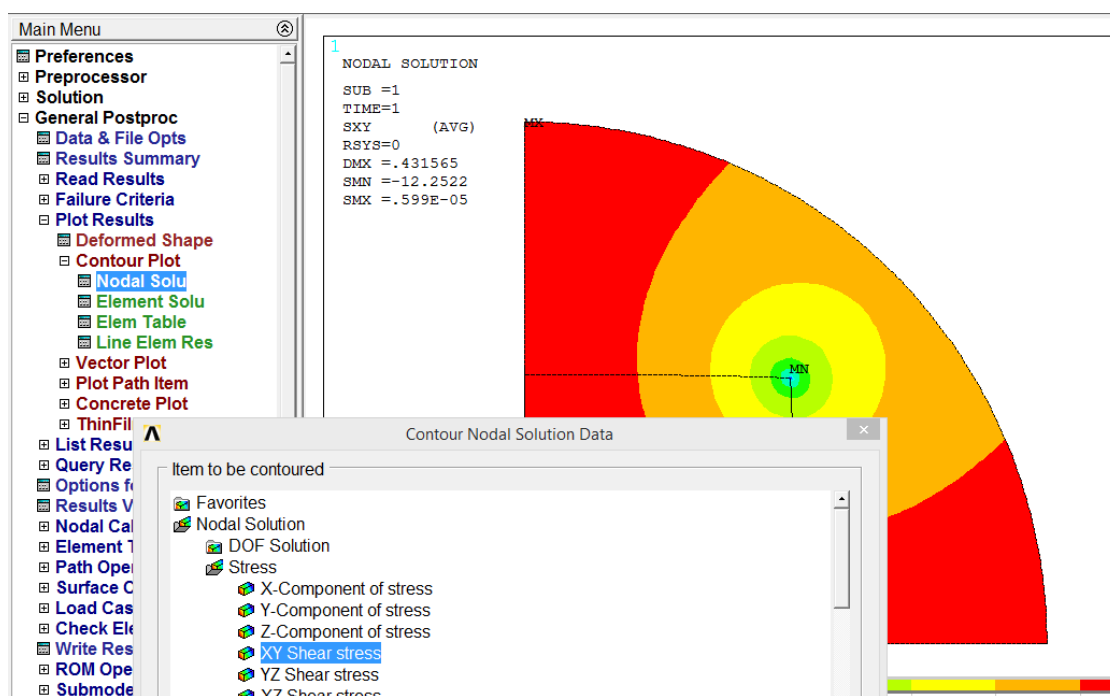 Main Menu
Preferences
Preprocessor
Solution
General Postproc
Data & File Opts
Results Summary
Read Results
Failure Criteria
Plot Results
Deformed Shape
Contour Plot
Nodal Solu
Element Solu
Elem Table
Line Elem Res
Vector Plot
Plot Path Item
Concrete Plot
ThinFil
List Resu
Query Re
Options f
Results V
Nodal Cal
Element T
Path Oper
Surface O
Load Cas
Check Ele
Write Res
ROM Ope
Submode
1
NODAL SOLUTION
SUB =1
TIME=1
SXY (AVG)
RSYS=0
DMX =.431565
SMN =-12.2522
SMX =.599E-05
MX
MN
Contour Nodal Solution Data
Item to be contoured
Favorites
Nodal Solution
DOF Solution
Stress
X-Component of stress
Y-Component of stress
Z-Component of stress
XY Shear stress
YZ Shear stress
XZ Shear stress